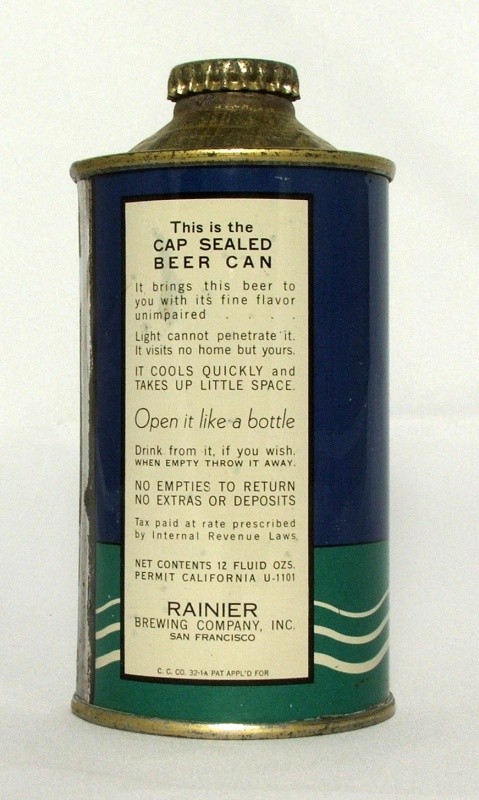 This is the
CAP SEALED
BEER CAN
It brings this beer to
you with its fine flavor
unimpaired . . . .
Light cannot penetrate it.
It visits no home but yours.
IT COOLS QUICKLY and
TAKES UP LITTLE SPACE.
Open it like a bottle
Drink from it, if you wish.
WHEN EMPTY THROW IT AWAY.
NO EMPTIES TO RETURN
NO EXTRAS OR DEPOSITS
Tax paid at rate prescribed
by Internal Revenue Laws
NET CONTENTS 12 FLUID OZS.
PERMIT CALIFORNIA U-1101
RAINIER
BREWING COMPANY, INC.
SAN FRANCISCO
C. C. CO. 32-1A PAT APPL'D FOR